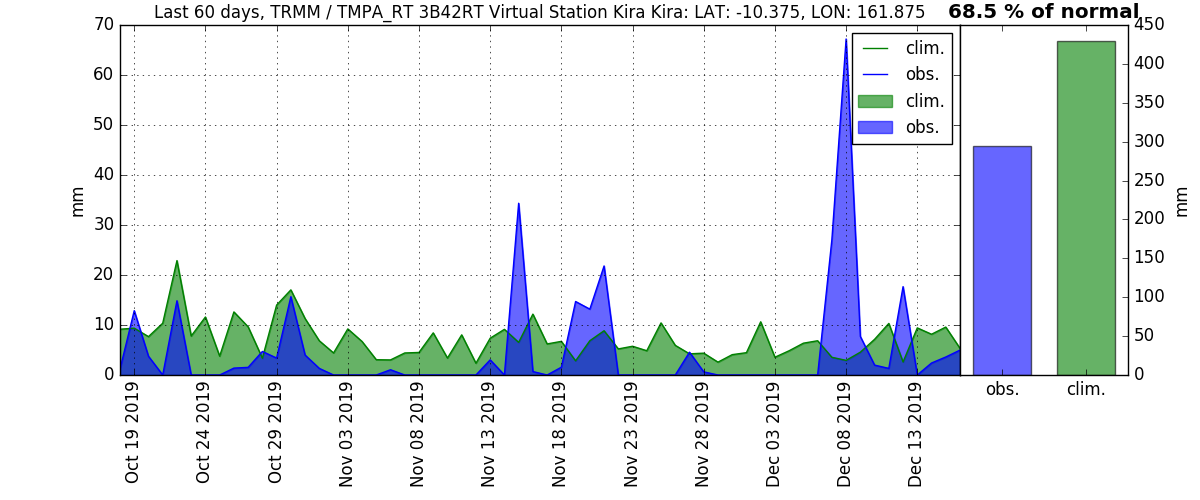 Last 60 days, TRMM / TMPA_RT 3B42RT Virtual Station Kira Kira: LAT: -10.375, LON: 161.875
68.5 % of normal
70
60
50
40
30
20
10
0
mm
clim.
obs.
clim.
obs.
450
400
350
300
250
200
150
100
50
0
mm
obs.
clim.
Oct 19 2019
Oct 24 2019
Oct 29 2019
Nov 03 2019
Nov 08 2019
Nov 13 2019
Nov 18 2019
Nov 23 2019
Nov 28 2019
Dec 03 2019
Dec 08 2019
Dec 13 2019